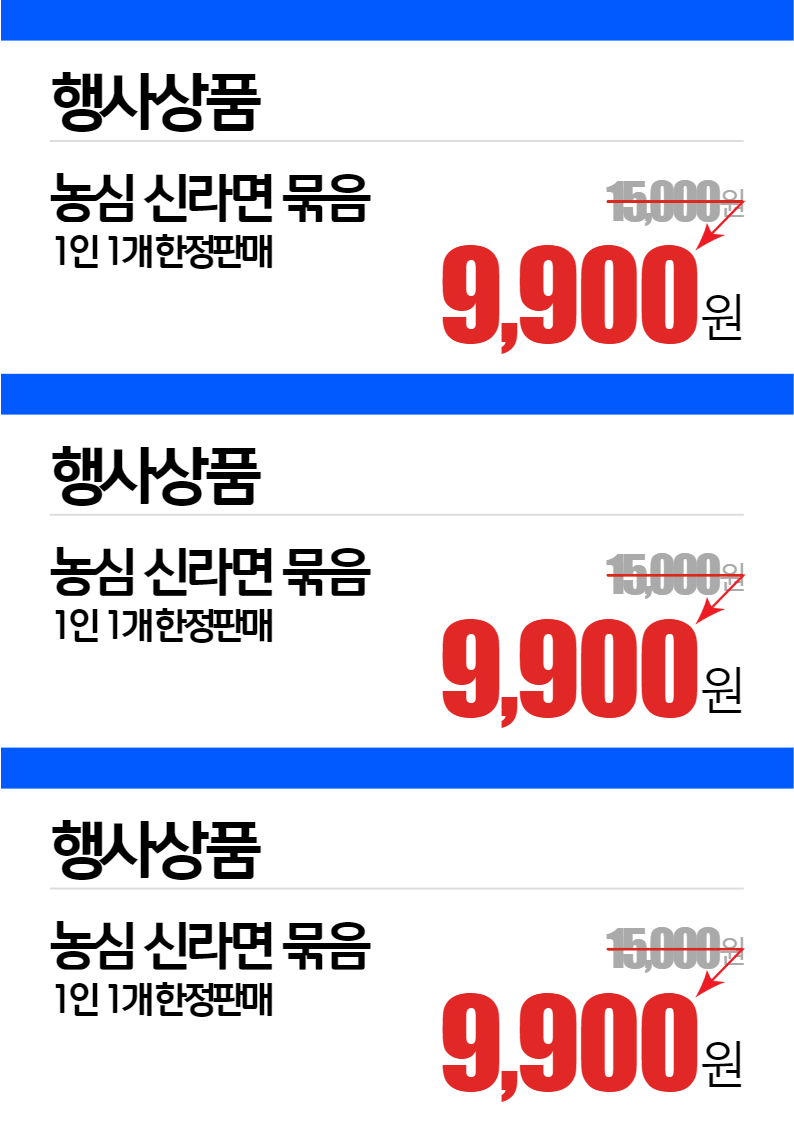 행사상품
농심 신라면 묶음
15,000원
1인 1개 한정판매
9,900원
행사상품
농심 신라면 묶음
15,000원
1인 1개 한정판매
9,900원
행사상품
농심 신라면 묶음
15,000원
1인 1개 한정판매
9,900원